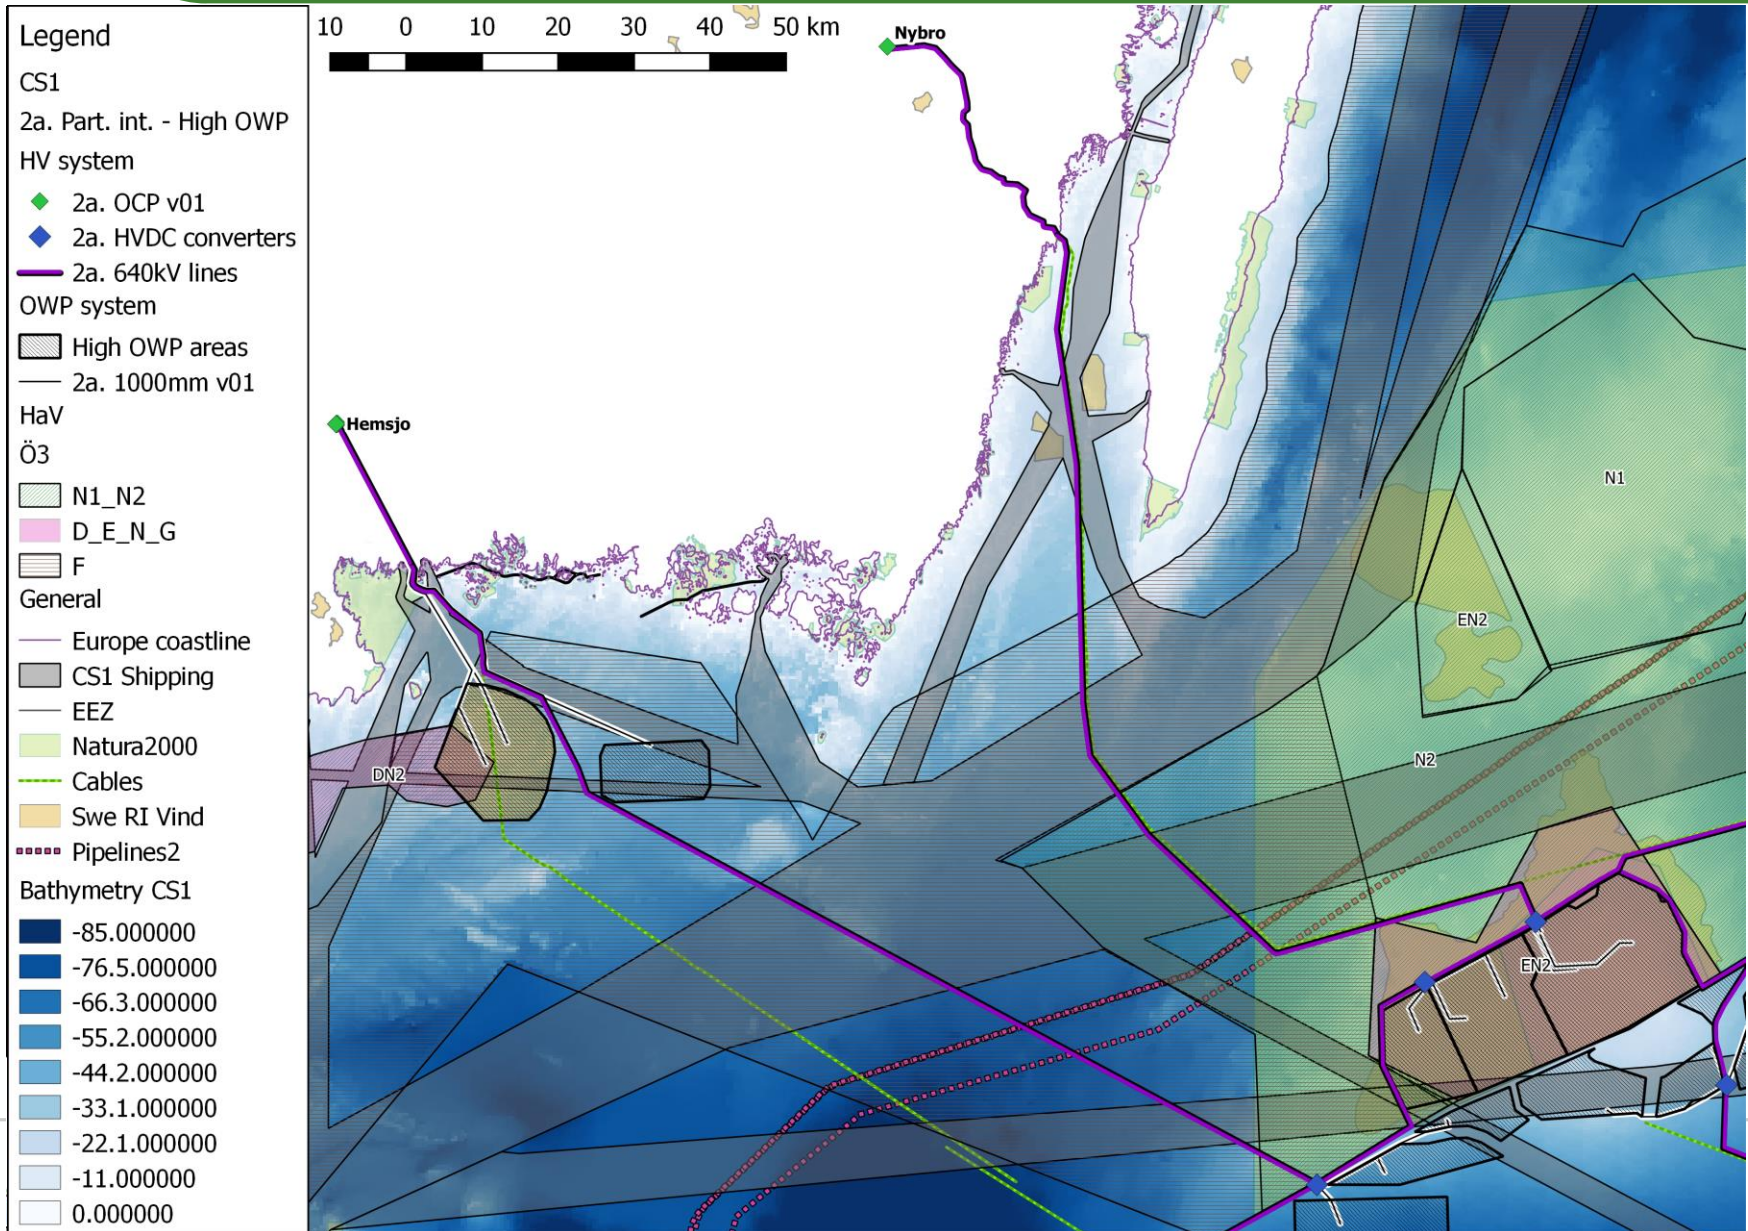 Legend
CS1
2a. Part. int. - High OWP
HV system
2a. OCP v01
2a. HVDC converters
2a. 640kV lines
OWP system
High OWP areas
2a. 1000mm v01
HaV
Ö3
N1_N2
D_E_N_G
F
General
Europe coastline
CS1 Shipping
EEZ
Natura2000
Cables
Swe RI Vind
Pipelines2
Bathymetry CS1
-85.000000
-76.5.000000
-66.3.000000
-55.2.000000
-44.2.000000
-33.1.000000
-22.1.000000
-11.000000
0.000000
10 0 10 20 30 40 50 km
Nybro
Hemsjo
N1
EN2
N2
DN2
EN2